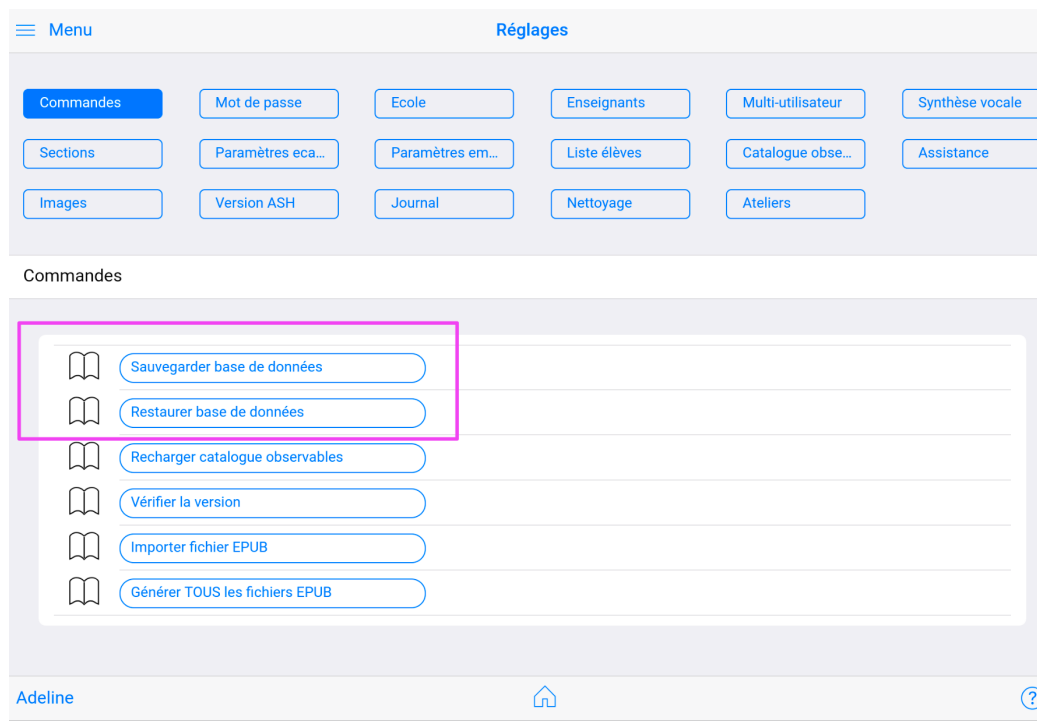 Menu
Réglages
Commandes Mot de passe Ecole Enseignants Multi-utilisateur Synthèse vocale
Sections Paramètres eca... Paramètres em... Liste élèves Catalogue obse... Assistance
Images Version ASH Journal Nettoyage Ateliers
Commandes
Sauvegarder base de données
Restaurer base de données
Recharger catalogue observables
Vérifier la version
Importer fichier EPUB
Générer TOUS les fichiers EPUB
Adeline
?